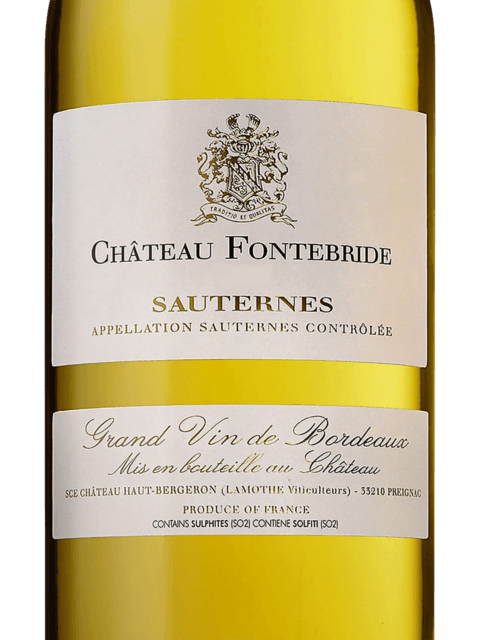 TRADITIO ET QUALITAS
CHÂTEAU FONTEBRIDE
SAUTERNES
APPELLATION SAUTERNES CONTRÔLÉE
Grand Vin de Bordeaux
Mis en bouteille au Château
SCE CHÂTEAU HAUT-BERGERON (LAMOTHE Viticulteurs) - 33210 PREIGNAC
PRODUCE OF FRANCE
CONTAINS SULPHITES (SO2) CONTIENE SOLFITI (SO2)